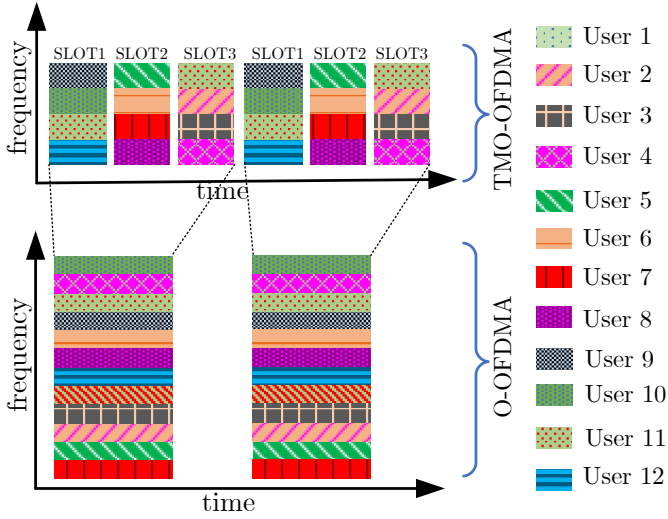 SLOT1 SLOT2 SLOT3 SLOT1 SLOT2 SLOT3
frequency
time
TMO-OFDMA
frequency
time
O-OFDMA
User 1
User 2
User 3
User 4
User 5
User 6
User 7
User 8
User 9
User 10
User 11
User 12